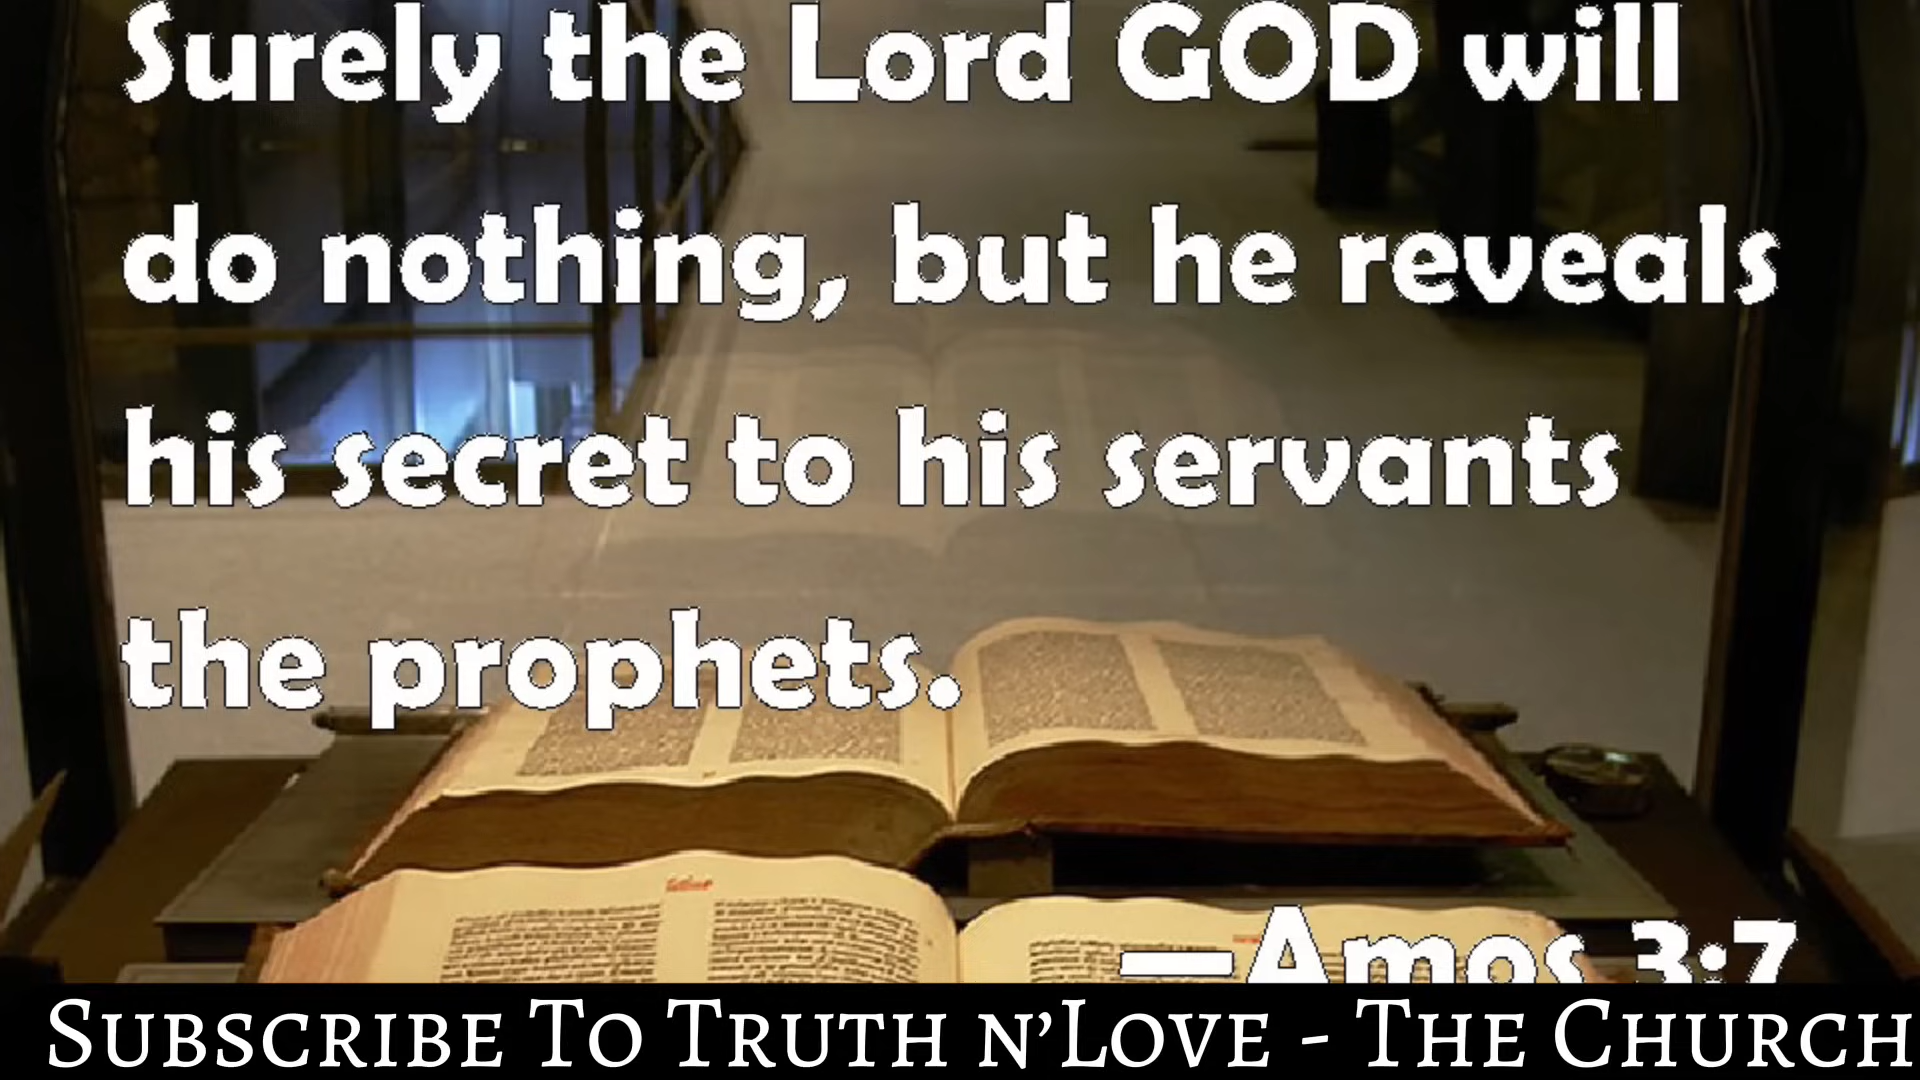 Surely the Lord GOD will
do nothing, but he reveals
his secret to his servants
the prophets.
—Amos 3:7
Subscribe To Truth n’Love - The Church